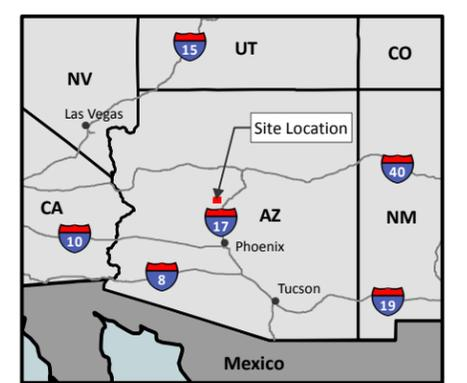 15
UT
CO
NV
Las Vegas
Site Location
40
CA
AZ
NM
17
10
Phoenix
8
Tucson
19
Mexico